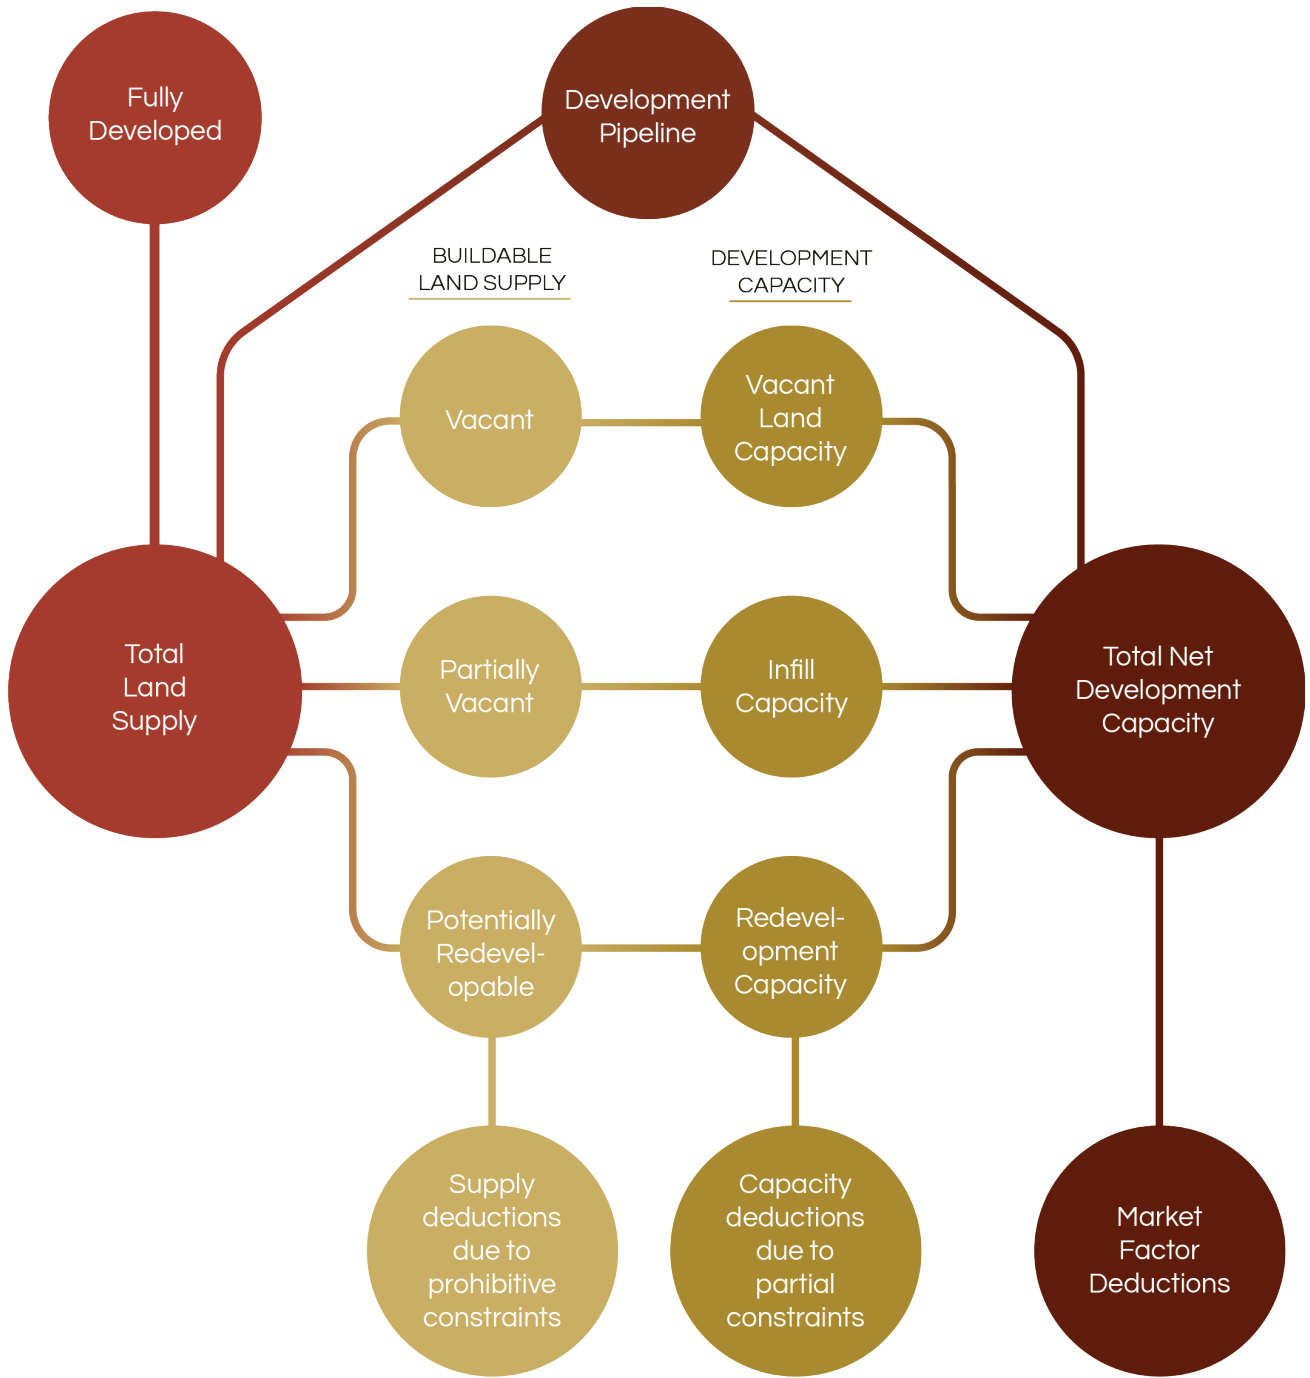 Fully
Developed
Development
Pipeline
BUILDABLE
LAND SUPPLY
DEVELOPMENT
CAPACITY
Vacant
Vacant
Land
Capacity
Total
Land
Supply
Partially
Vacant
Infill
Capacity
Total Net
Development
Capacity
Potentially
Redevel-
opable
Redevel-
opment
Capacity
Supply
deductions
due to
prohibitive
constraints
Capacity
deductions
due to
partial
constraints
Market
Factor
Deductions